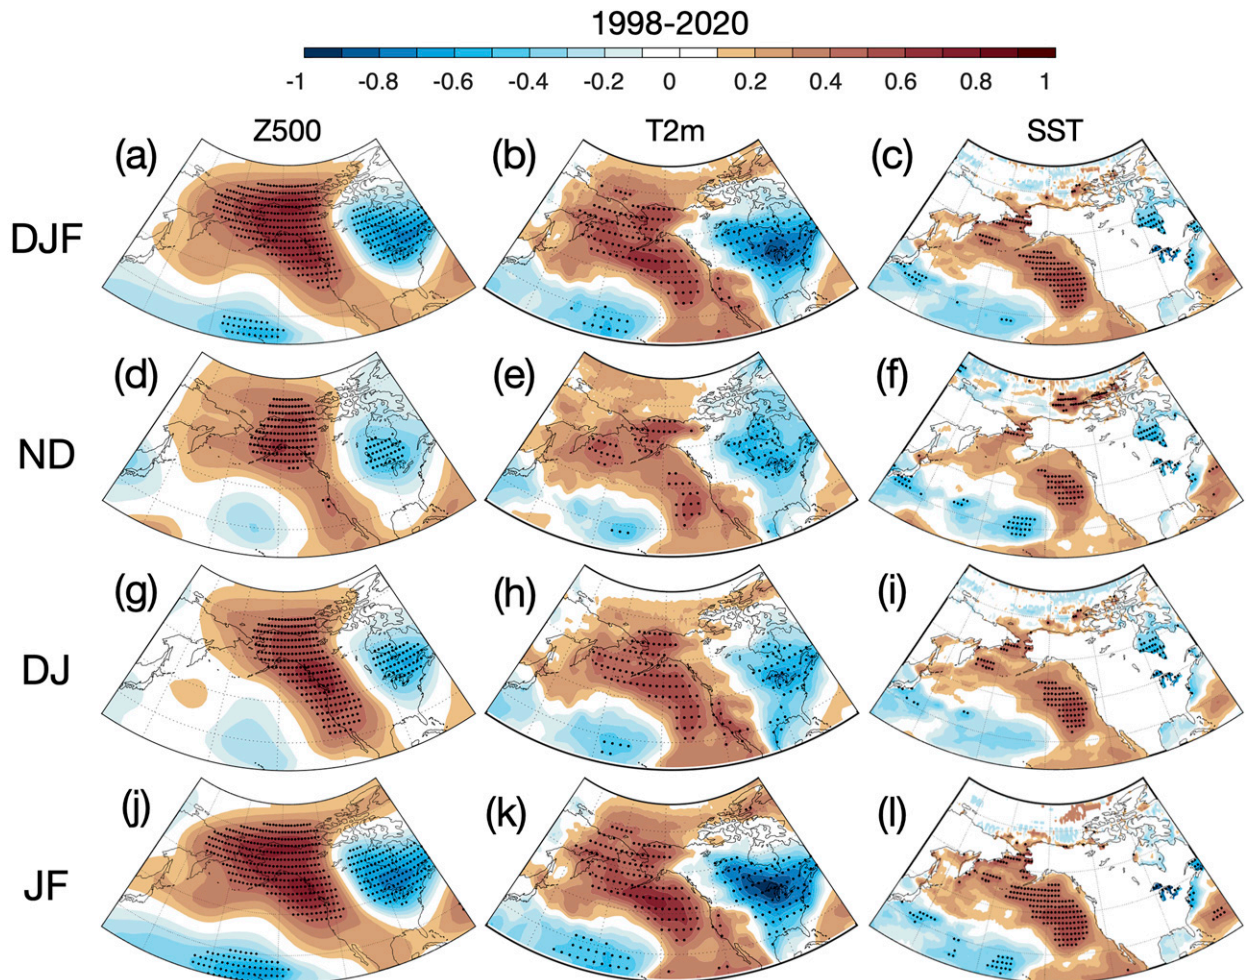 1998-2020
-1 -0.8 -0.6 -0.4 -0.2 0 0.2 0.4 0.6 0.8 1
Z500 T2m SST
DJF (a) (b) (c)
ND (d) (e) (f)
DJ (g) (h) (i)
JF (j) (k) (l)